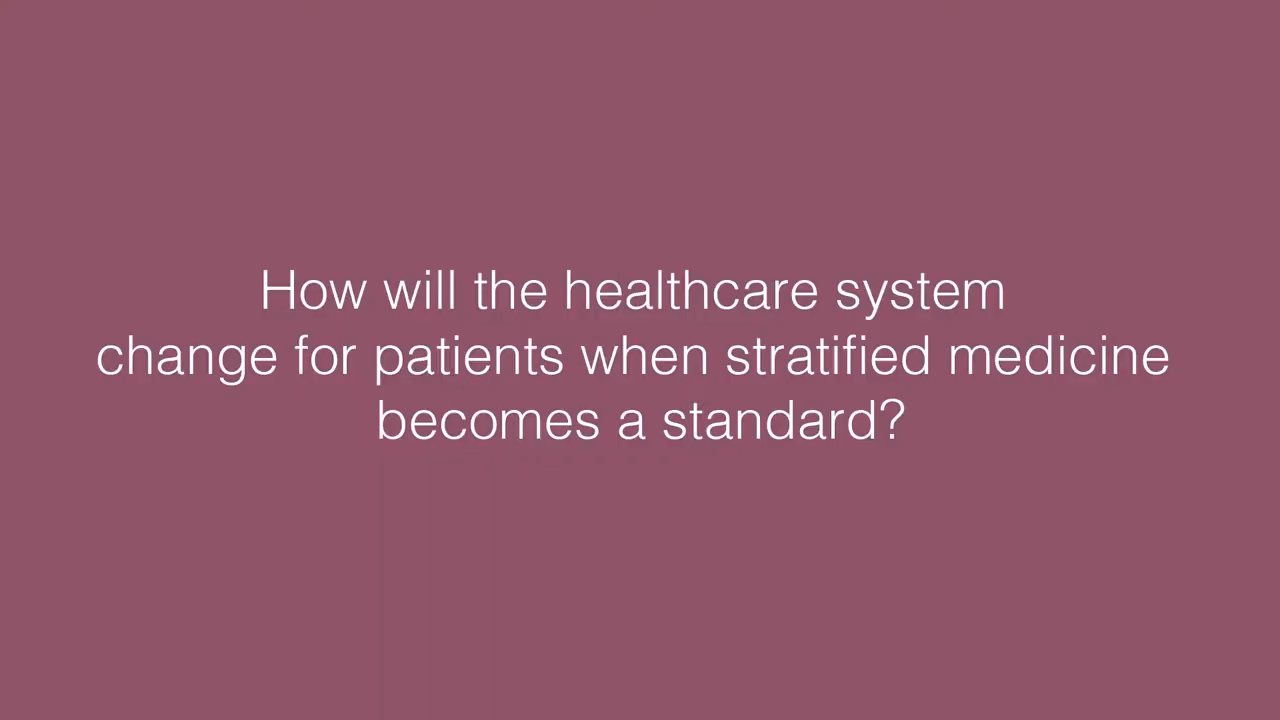 How will the healthcare system
change for patients when stratified medicine
becomes a standard?